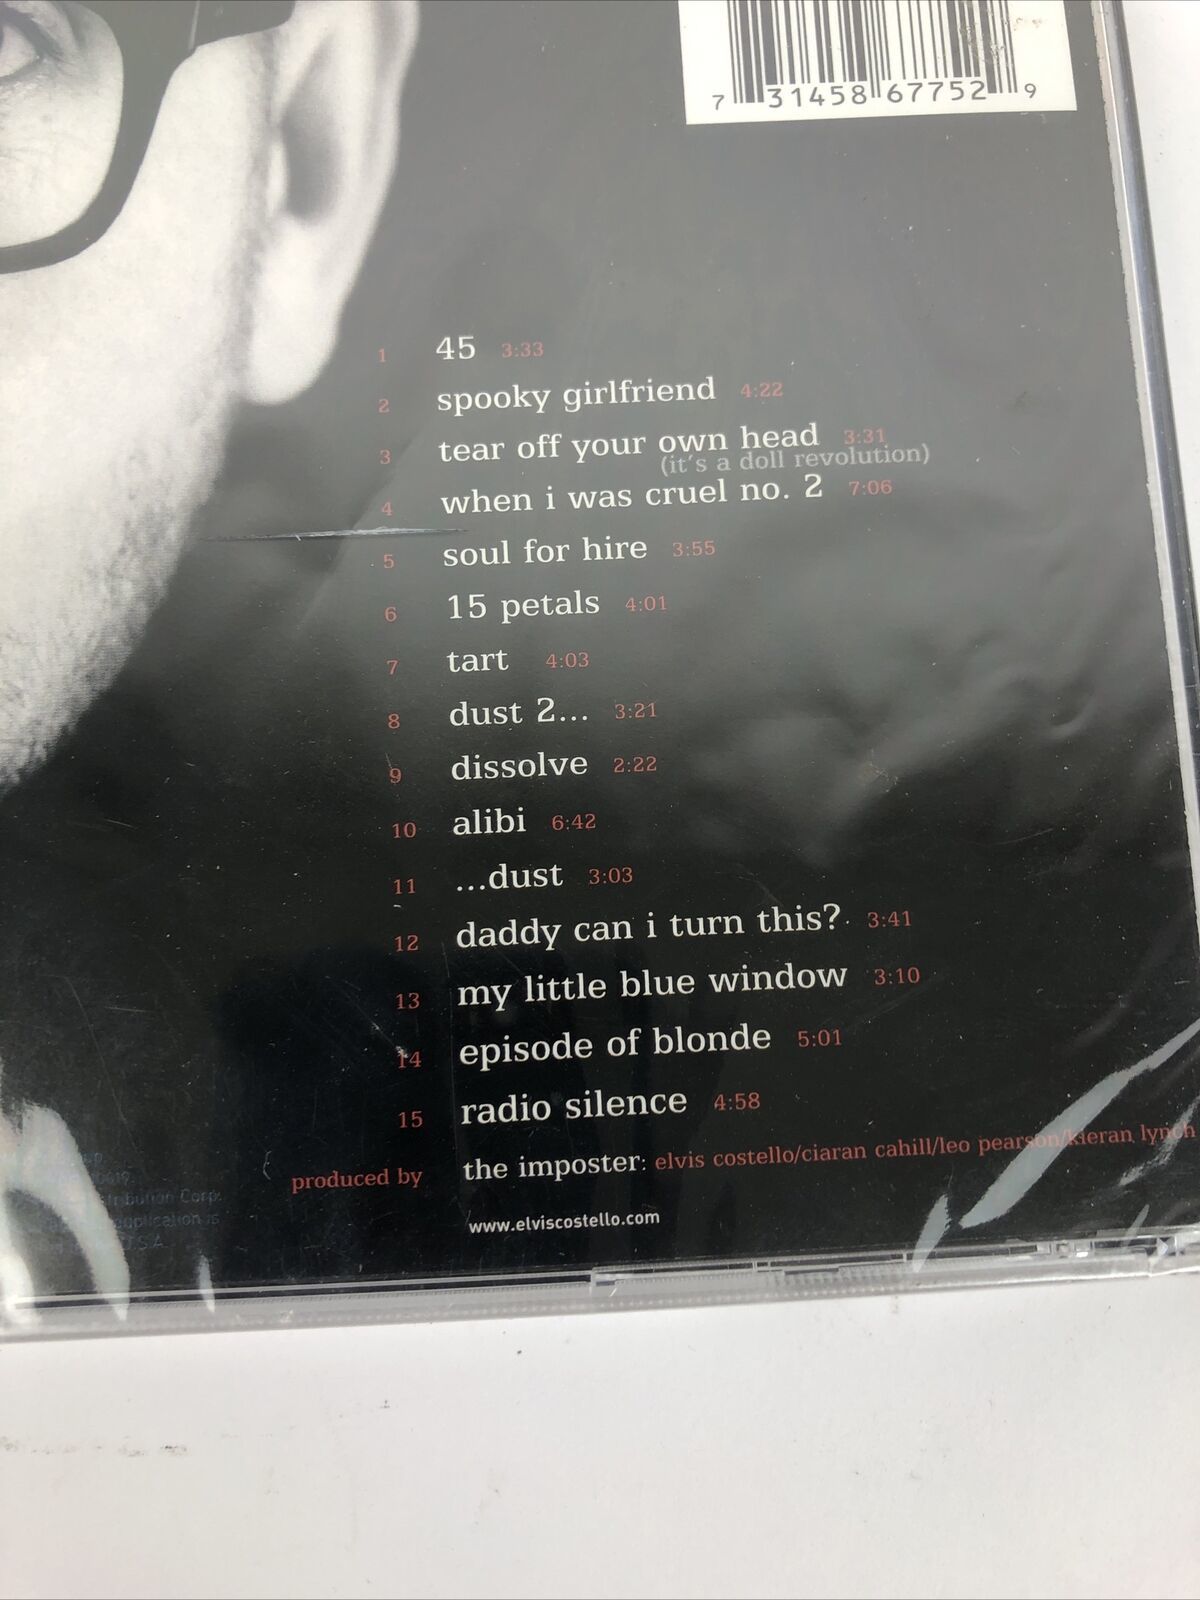 7 31458 67752 9
1 45 3:33
2 spooky girlfriend 4:22
3 tear off your own head 3:31
(it's a doll revolution)
4 when i was cruel no. 2 7:06
5 soul for hire 3:55
6 15 petals 4:01
7 tart 4:03
8 dust 2... 3:21
9 dissolve 2:22
10 alibi 6:42
11 ...dust 3:03
12 daddy can i turn this? 3:41
13 my little blue window 3:10
14 episode of blonde 5:01
15 radio silence 4:58
produced by the imposter: elvis costello/ciaran cahill/leo pearson/kieran lynch
www.elviscostello.com
Corp.
application is